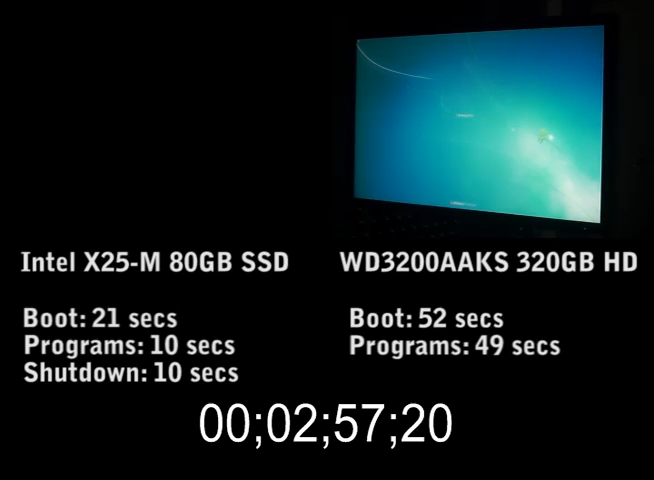 Intel X25-M 80GB SSD
Boot: 21 secs
Programs: 10 secs
Shutdown: 10 secs
WD3200AAKS 320GB HD
Boot: 52 secs
Programs: 49 secs
00;02;57;20